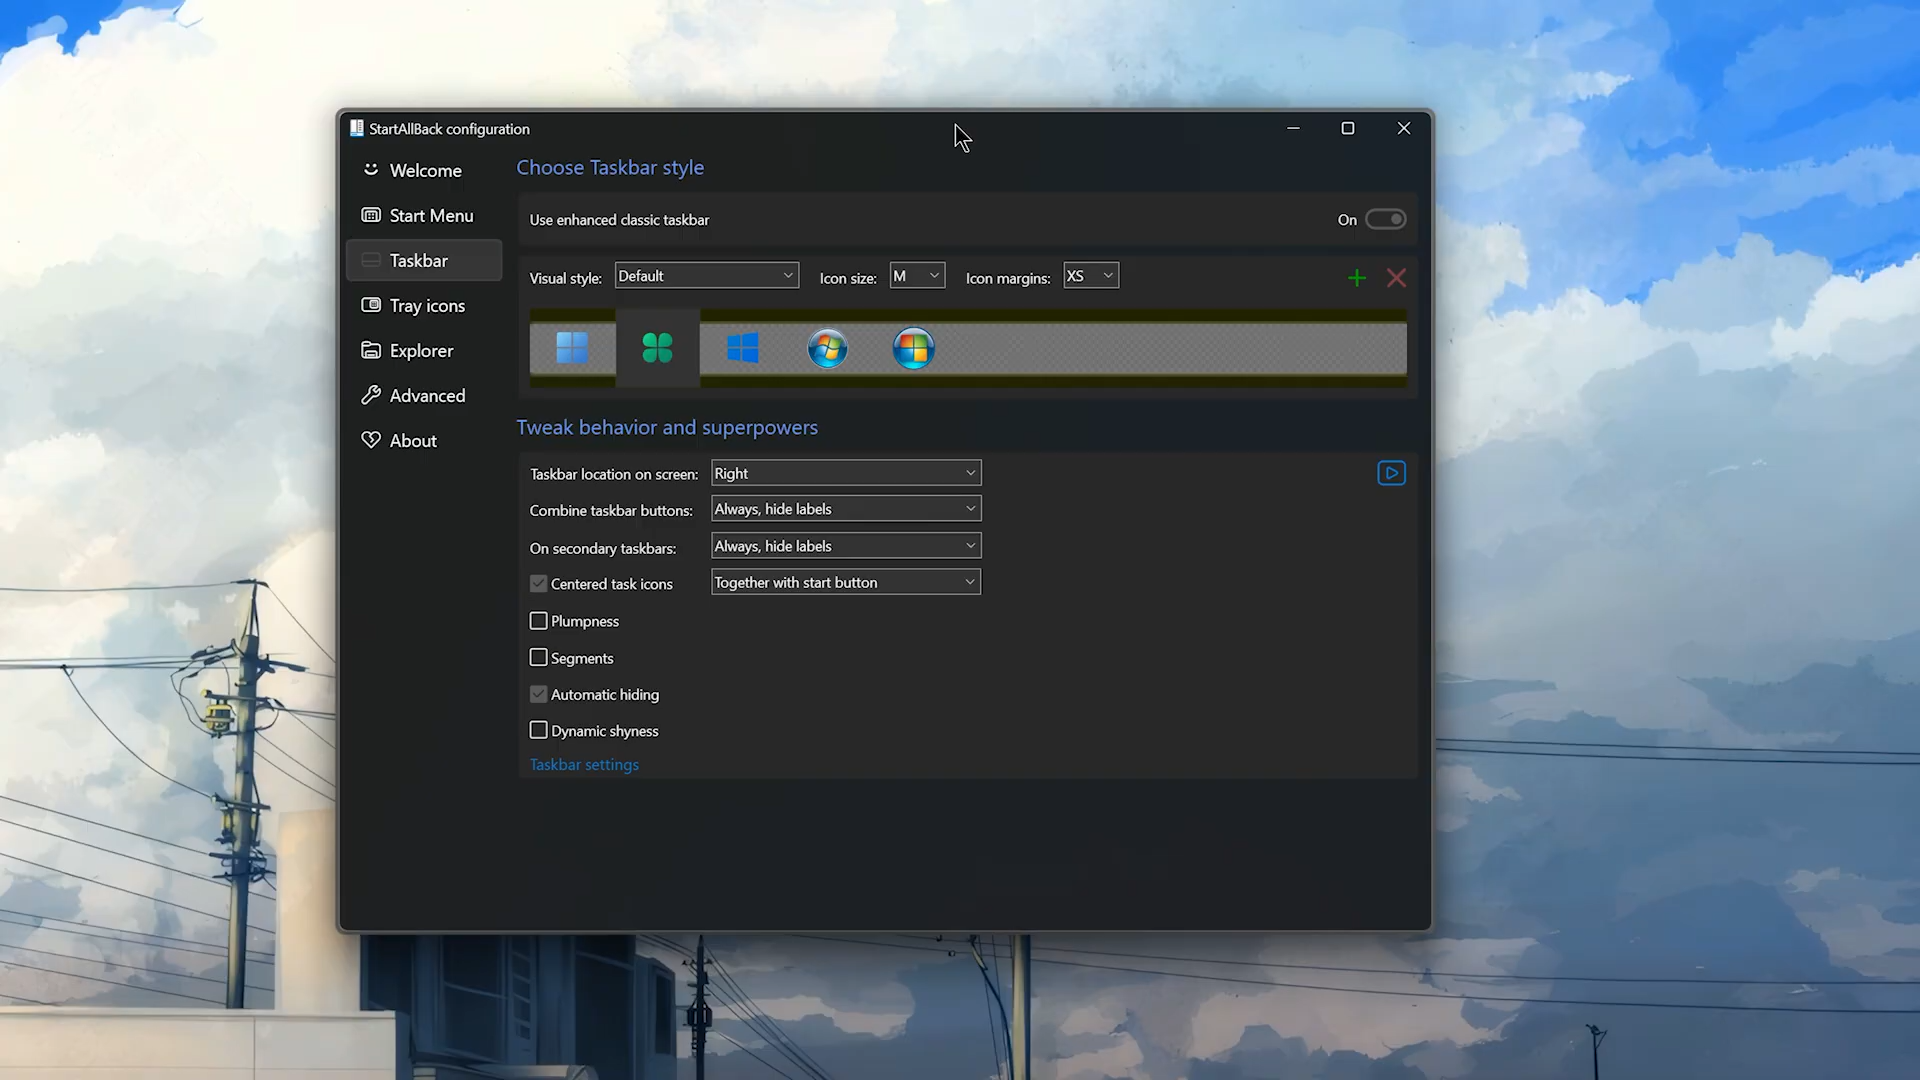 StartAllBack configuration
Welcome
Start Menu
Taskbar
Tray icons
Explorer
Advanced
About
Choose Taskbar style
Use enhanced classic taskbar
On
Visual style: Default Icon size: M Icon margins: XS
Tweak behavior and superpowers
Taskbar location on screen: Right
Combine taskbar buttons: Always, hide labels
On secondary taskbars: Always, hide labels
Centered task icons Together with start button
Plumpness
Segments
Automatic hiding
Dynamic shyness
Taskbar settings